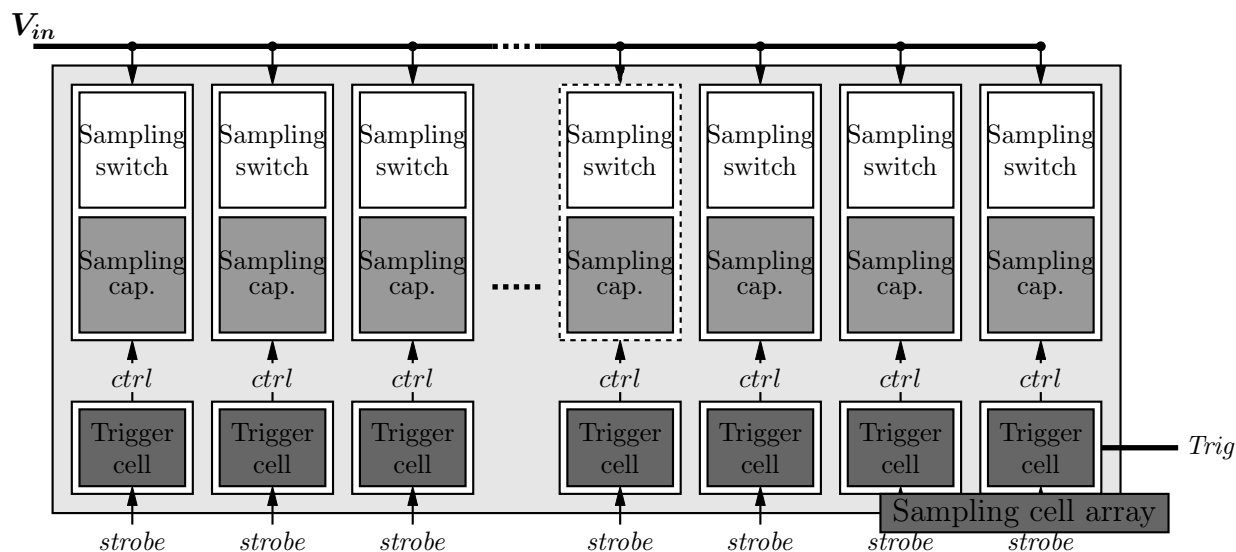 Vin
Sampling switch Sampling switch Sampling switch Sampling switch Sampling switch Sampling switch Sampling switch
Sampling cap. Sampling cap. Sampling cap. Sampling cap. Sampling cap. Sampling cap. Sampling cap.
ctrl ctrl ctrl ctrl ctrl ctrl ctrl
Trigger cell Trigger cell Trigger cell Trigger cell Trigger cell Trigger cell Trigger cell
Trig
Sampling cell array
strobe strobe strobe strobe strobe strobe strobe